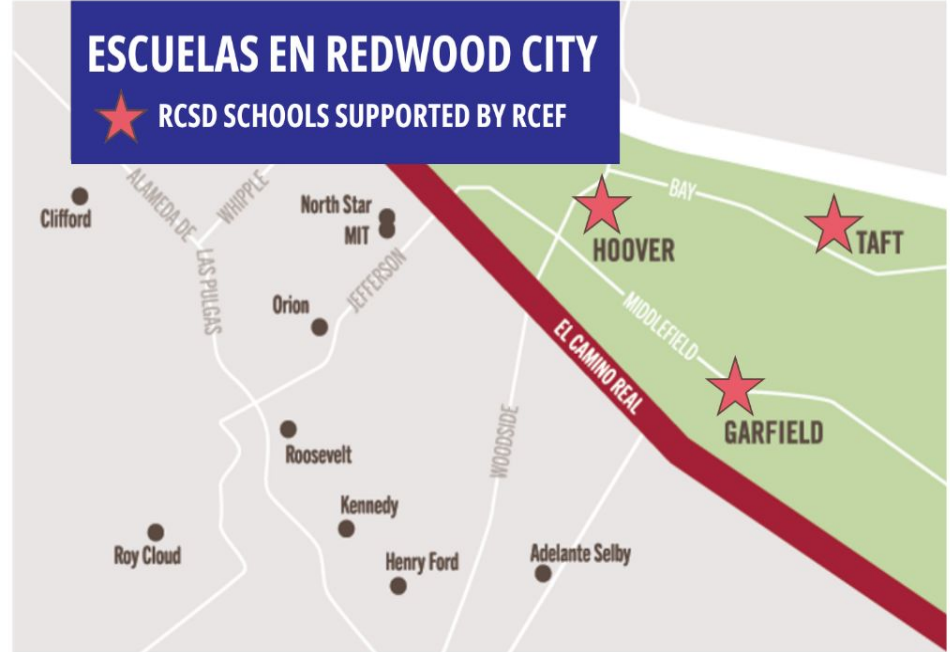 ESCUELAS EN REDWOOD CITY
RCSD SCHOOLS SUPPORTED BY RCEF
Clifford
ALAMEDA DE
LAS PULGAS
WHIPPLE
North Star
MIT
JEFFERSON
Orion
BAY
HOOVER
TAFT
MIDDLEFIELD
EL CAMINO REAL
GARFIELD
WOODSIDE
Roosevelt
Kennedy
Roy Cloud
Henry Ford
Adelante Selby